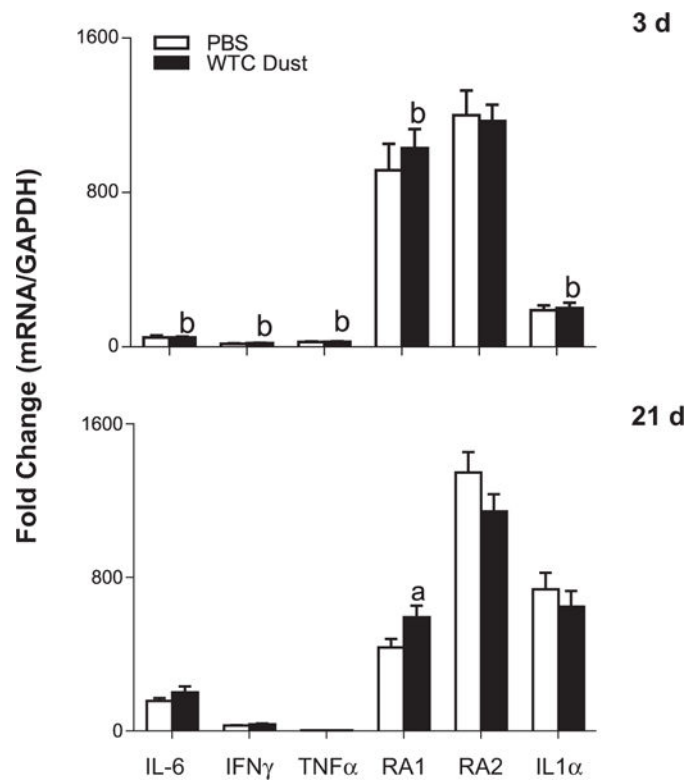 3 d
1600
PBS
WTC Dust
b
800
b b b b
0
21 d
1600
800
a
0
IL-6 IFNγ TNFα RA1 RA2 IL1α
Fold Change (mRNA/GAPDH)